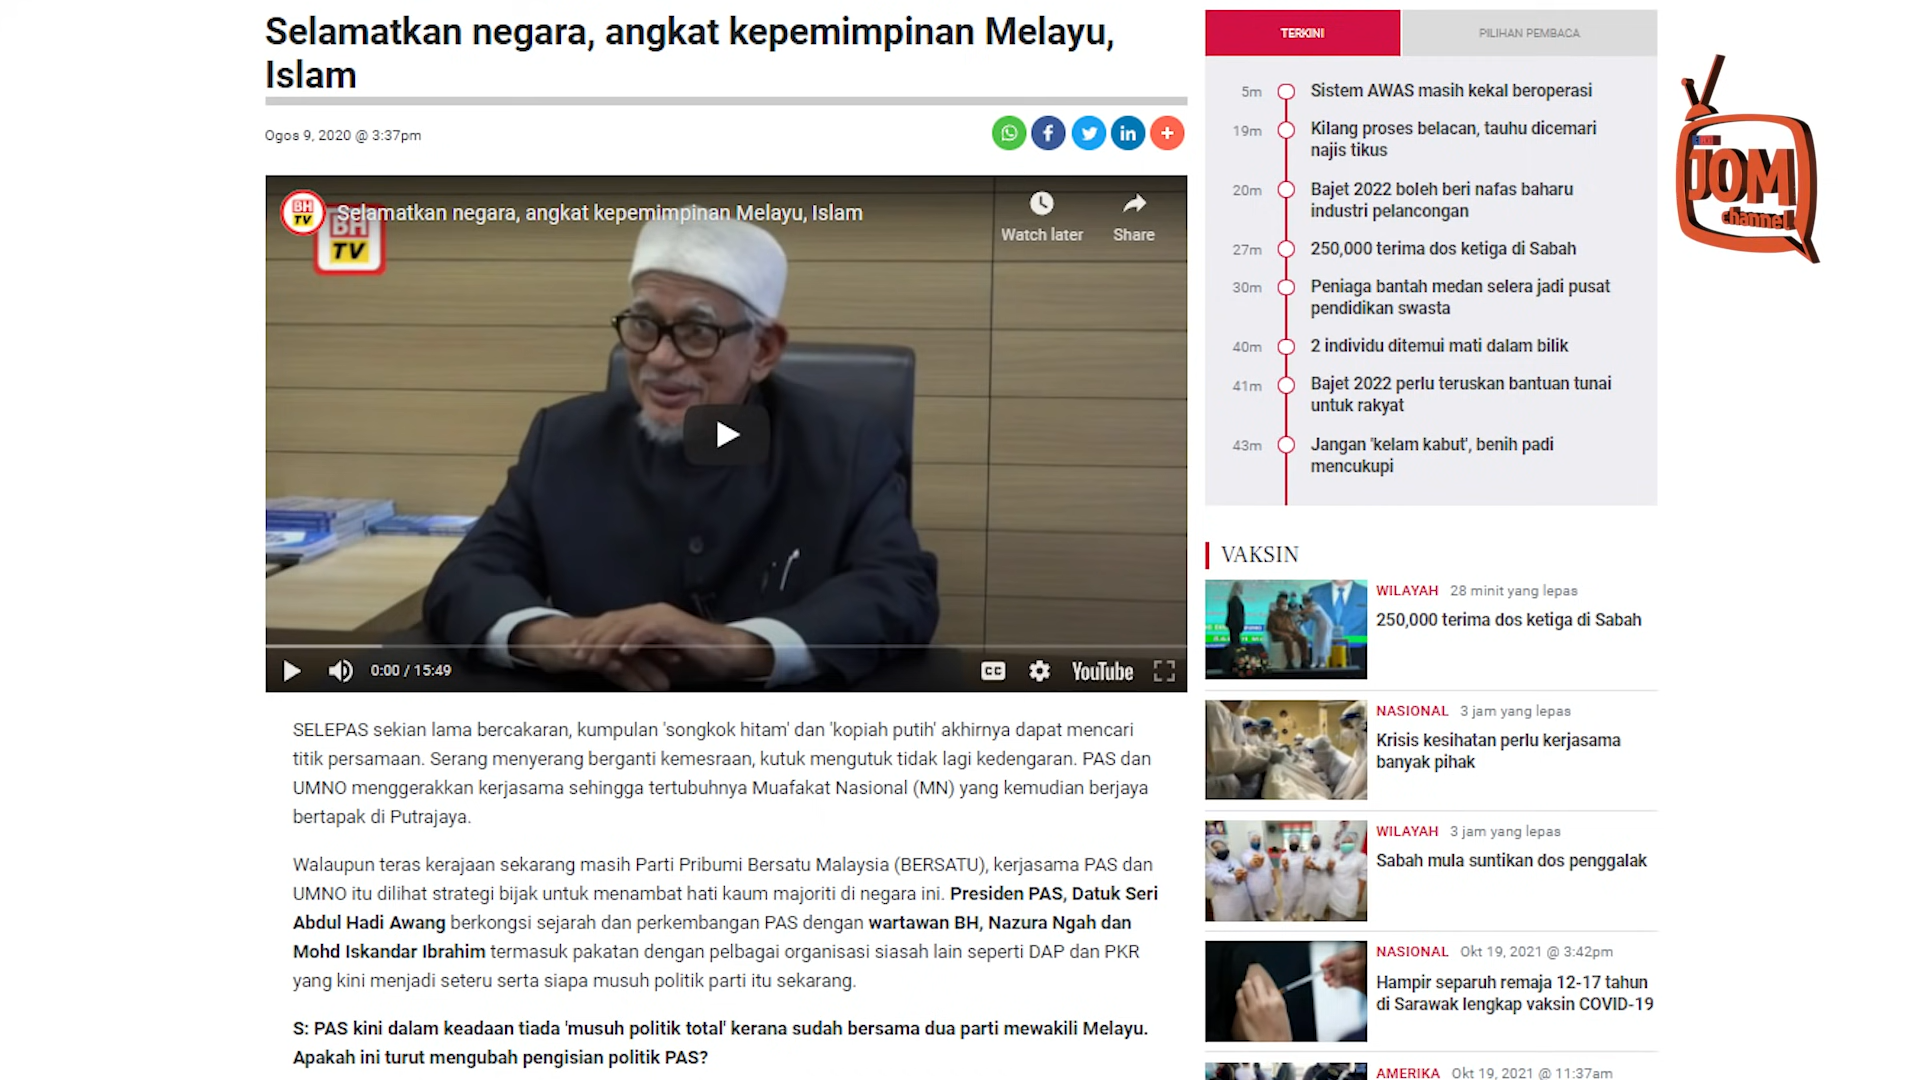 Selamatkan negara, angkat kepemimpinan Melayu,
Islam
Ogos 9, 2020 @ 3:37pm
BH
TV
Selamatkan negara, angkat kepemimpinan Melayu, Islam
Watch later
Share
BH
TV
0:00 / 15:49
CC
YouTube
SELEPAS sekian lama bercakaran, kumpulan 'songkok hitam' dan 'kopiah putih' akhirnya dapat mencari
titik persamaan. Serang menyerang berganti kemesraan, kutuk mengutuk tidak lagi kedengaran. PAS dan
UMNO menggerakkan kerjasama sehingga tertubuhnya Muafakat Nasional (MN) yang kemudian berjaya
bertapak di Putrajaya.
Walaupun teras kerajaan sekarang masih Parti Pribumi Bersatu Malaysia (BERSATU), kerjasama PAS dan
UMNO itu dilihat strategi bijak untuk menambat hati kaum majoriti di negara ini. Presiden PAS, Datuk Seri
Abdul Hadi Awang berkongsi sejarah dan perkembangan PAS dengan wartawan BH, Nazura Ngah dan
Mohd Iskandar Ibrahim termasuk pakatan dengan pelbagai organisasi siasah lain seperti DAP dan PKR
yang kini menjadi seteru serta siapa musuh politik parti itu sekarang.
S: PAS kini dalam keadaan tiada 'musuh politik total' kerana sudah bersama dua parti mewakili Melayu.
Apakah ini turut mengubah pengisian politik PAS?
TERKINI
PILIHAN PEMBACA
5m Sistem AWAS masih kekal beroperasi
19m Kilang proses belacan, tauhu dicemari
najis tikus
20m Bajet 2022 boleh beri nafas baharu
industri pelancongan
27m 250,000 terima dos ketiga di Sabah
30m Peniaga bantah medan selera jadi pusat
pendidikan swasta
40m 2 individu ditemui mati dalam bilik
41m Bajet 2022 perlu teruskan bantuan tunai
untuk rakyat
43m Jangan 'kelam kabut', benih padi
mencukupi
VAKSIN
WILAYAH 28 minit yang lepas
250,000 terima dos ketiga di Sabah
NASIONAL 3 jam yang lepas
Krisis kesihatan perlu kerjasama
banyak pihak
WILAYAH 3 jam yang lepas
Sabah mula suntikan dos penggalak
NASIONAL Okt 19, 2021 @ 3:42pm
Hampir separuh remaja 12-17 tahun
di Sarawak lengkap vaksin COVID-19
AMERIKA Okt 19, 2021 @ 11:37am
JOM
channel